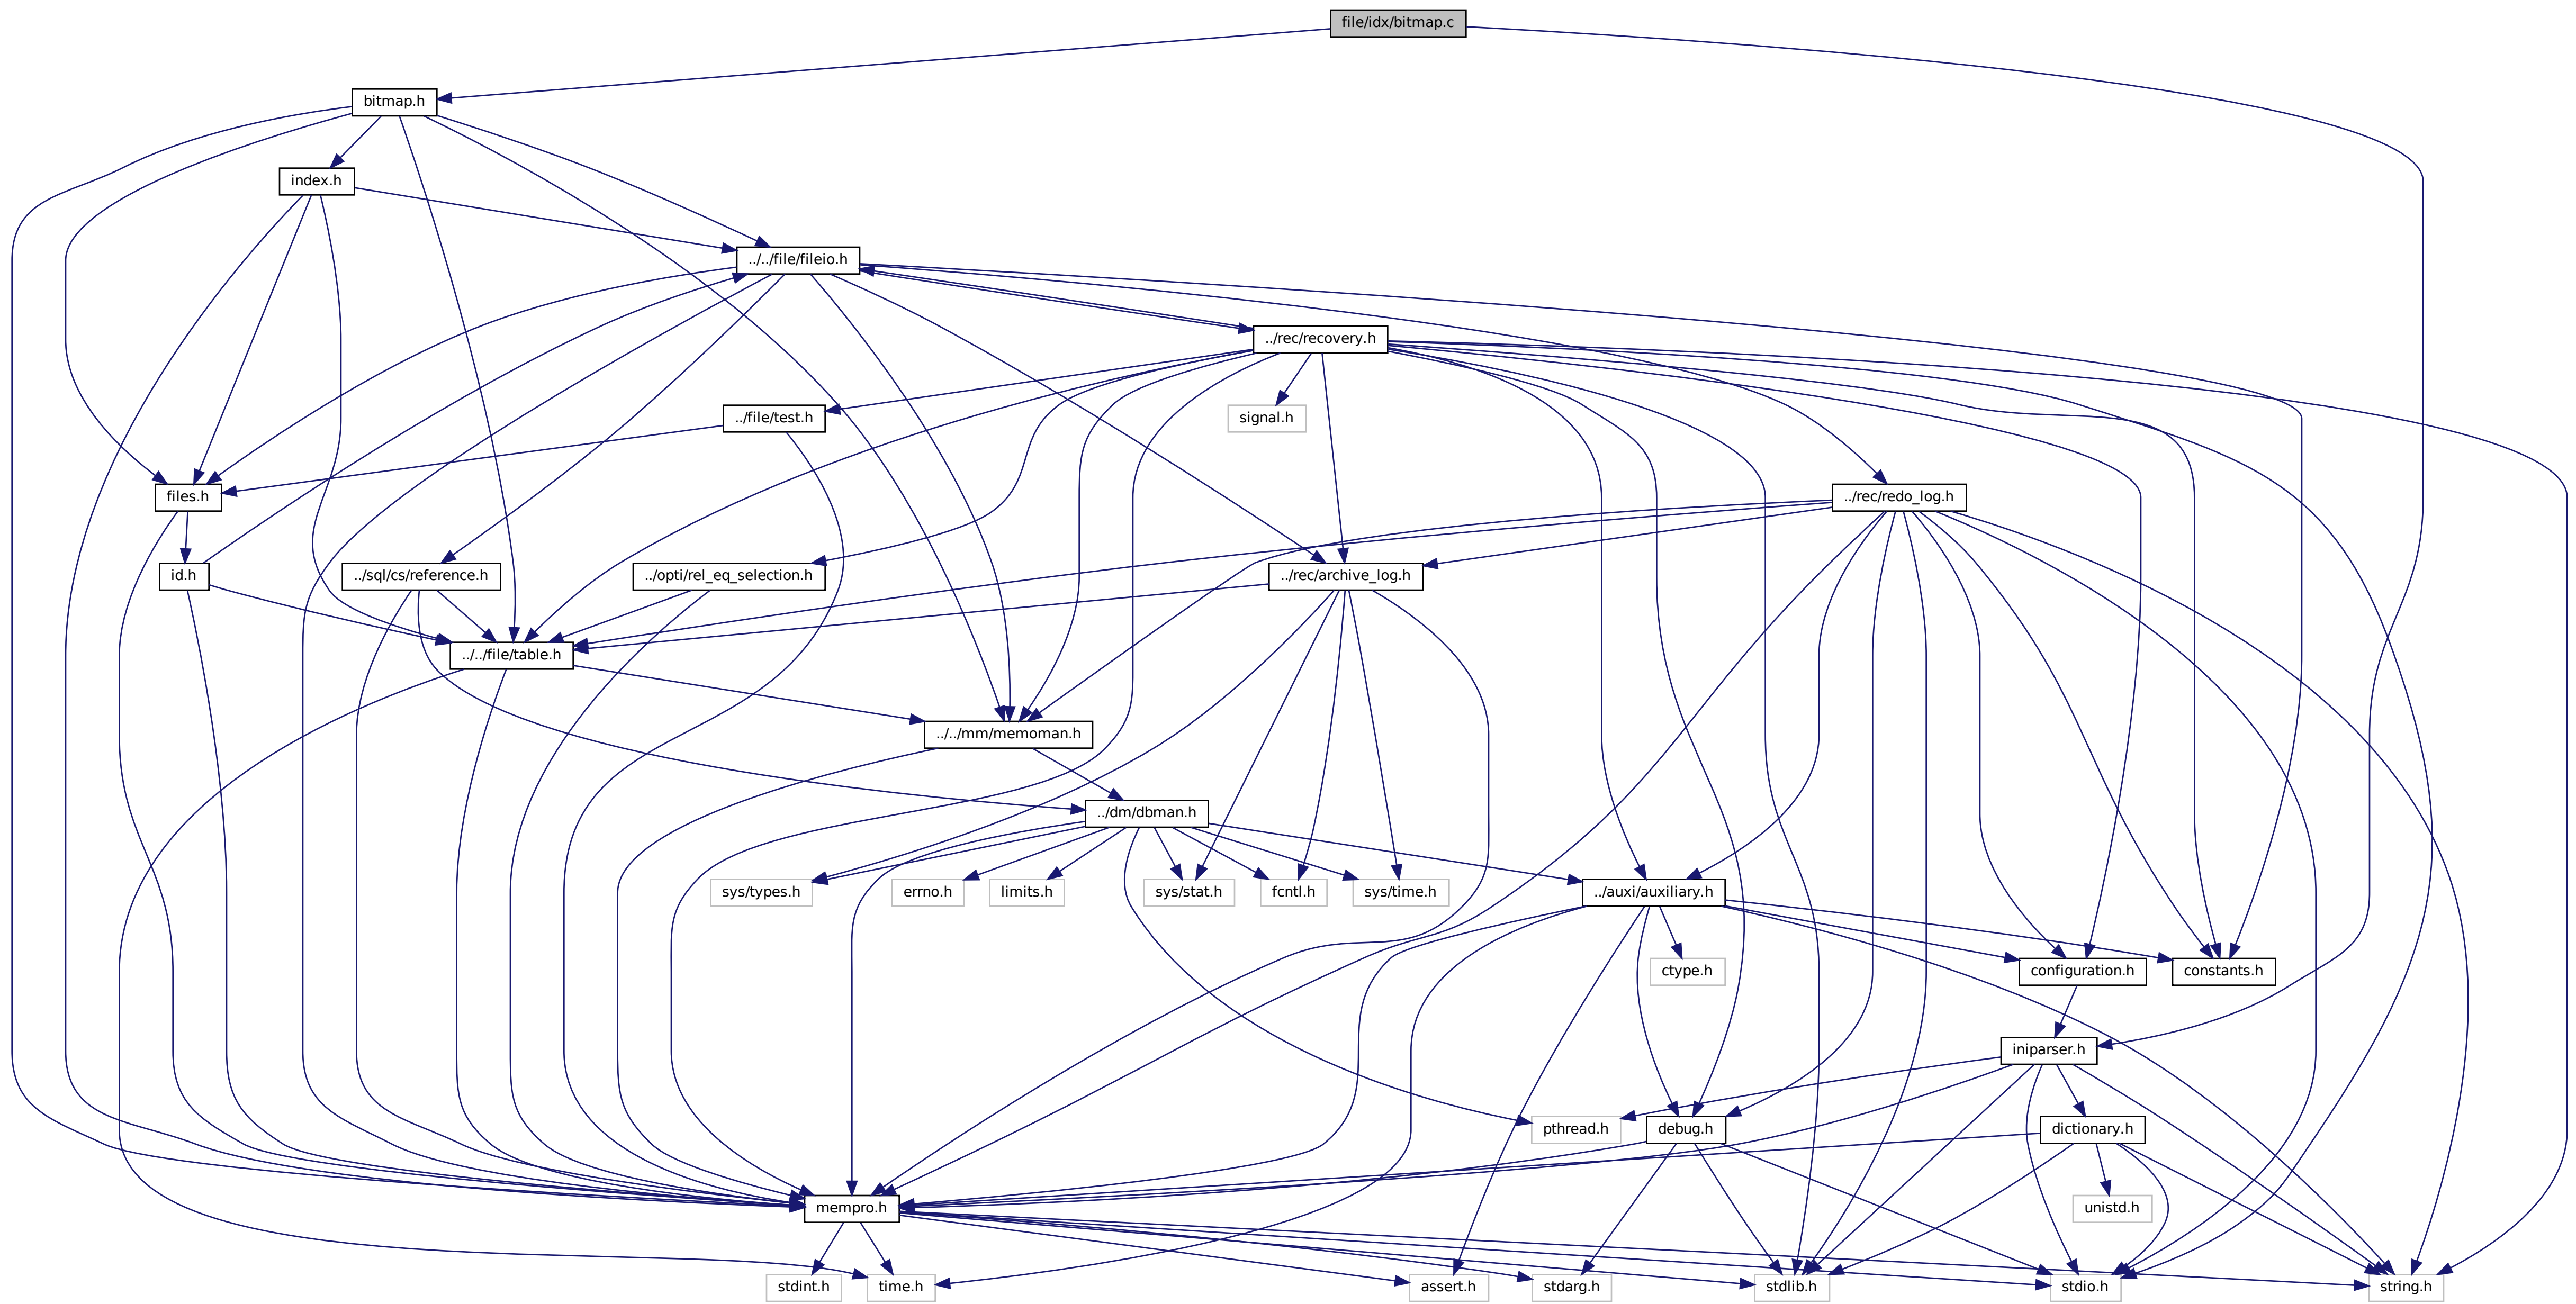 file/idx/bitmap.c
bitmap.h
index.h
../../file/fileio.h
../rec/recovery.h
../file/test.h
signal.h
files.h
../rec/redo_log.h
id.h
../sql/cs/reference.h
../opti/rel_eq_selection.h
../rec/archive_log.h
../../file/table.h
../../mm/memoman.h
../dm/dbman.h
sys/types.h
errno.h
limits.h
sys/stat.h
fcntl.h
sys/time.h
../auxi/auxiliary.h
ctype.h
configuration.h
constants.h
iniparser.h
pthread.h
debug.h
dictionary.h
mempro.h
unistd.h
stdint.h
time.h
assert.h
stdarg.h
stdlib.h
stdio.h
string.h